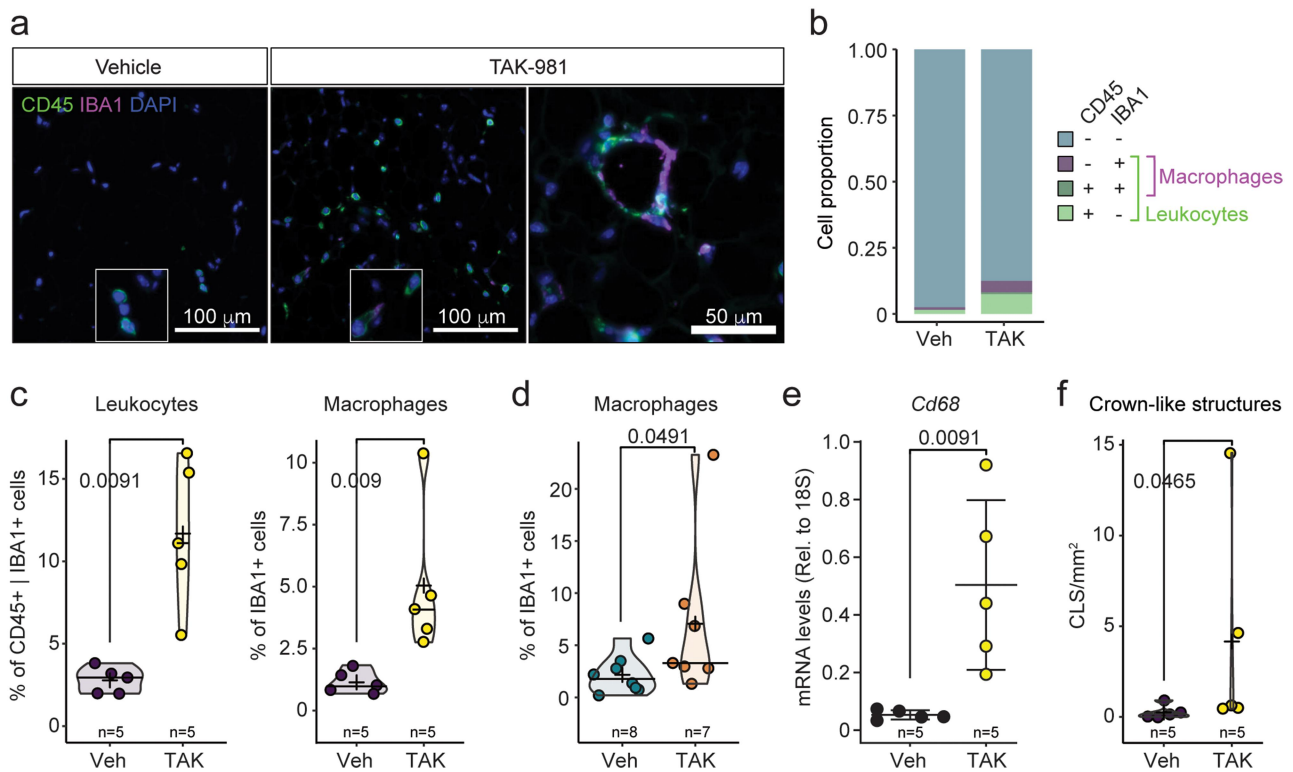 a
Vehicle
TAK-981
CD45 IBA1 DAPI
100 μm
100 μm
50 μm
b
Cell proportion
1.00
0.75
0.50
0.25
0
Veh TAK
CD45 IBA1
- -
- +
+ +
+ -
Macrophages
Leukocytes
c
Leukocytes
% of CD45+ | IBA1+ cells
15
10
5
0
0.0091
n=5 n=5
Veh TAK
Macrophages
% of IBA1+ cells
10
7.5
5.0
2.5
0
0.009
n=5 n=5
Veh TAK
d
Macrophages
% of IBA1+ cells
20
15
10
5
0
0.0491
n=8 n=7
Veh TAK
e
Cd68
mRNA levels (Rel. to 18S)
1.0
0.8
0.6
0.4
0.2
0
0.0091
n=5 n=5
Veh TAK
f
Crown-like structures
CLS/mm²
15
10
5
0
0.0465
n=5 n=5
Veh TAK